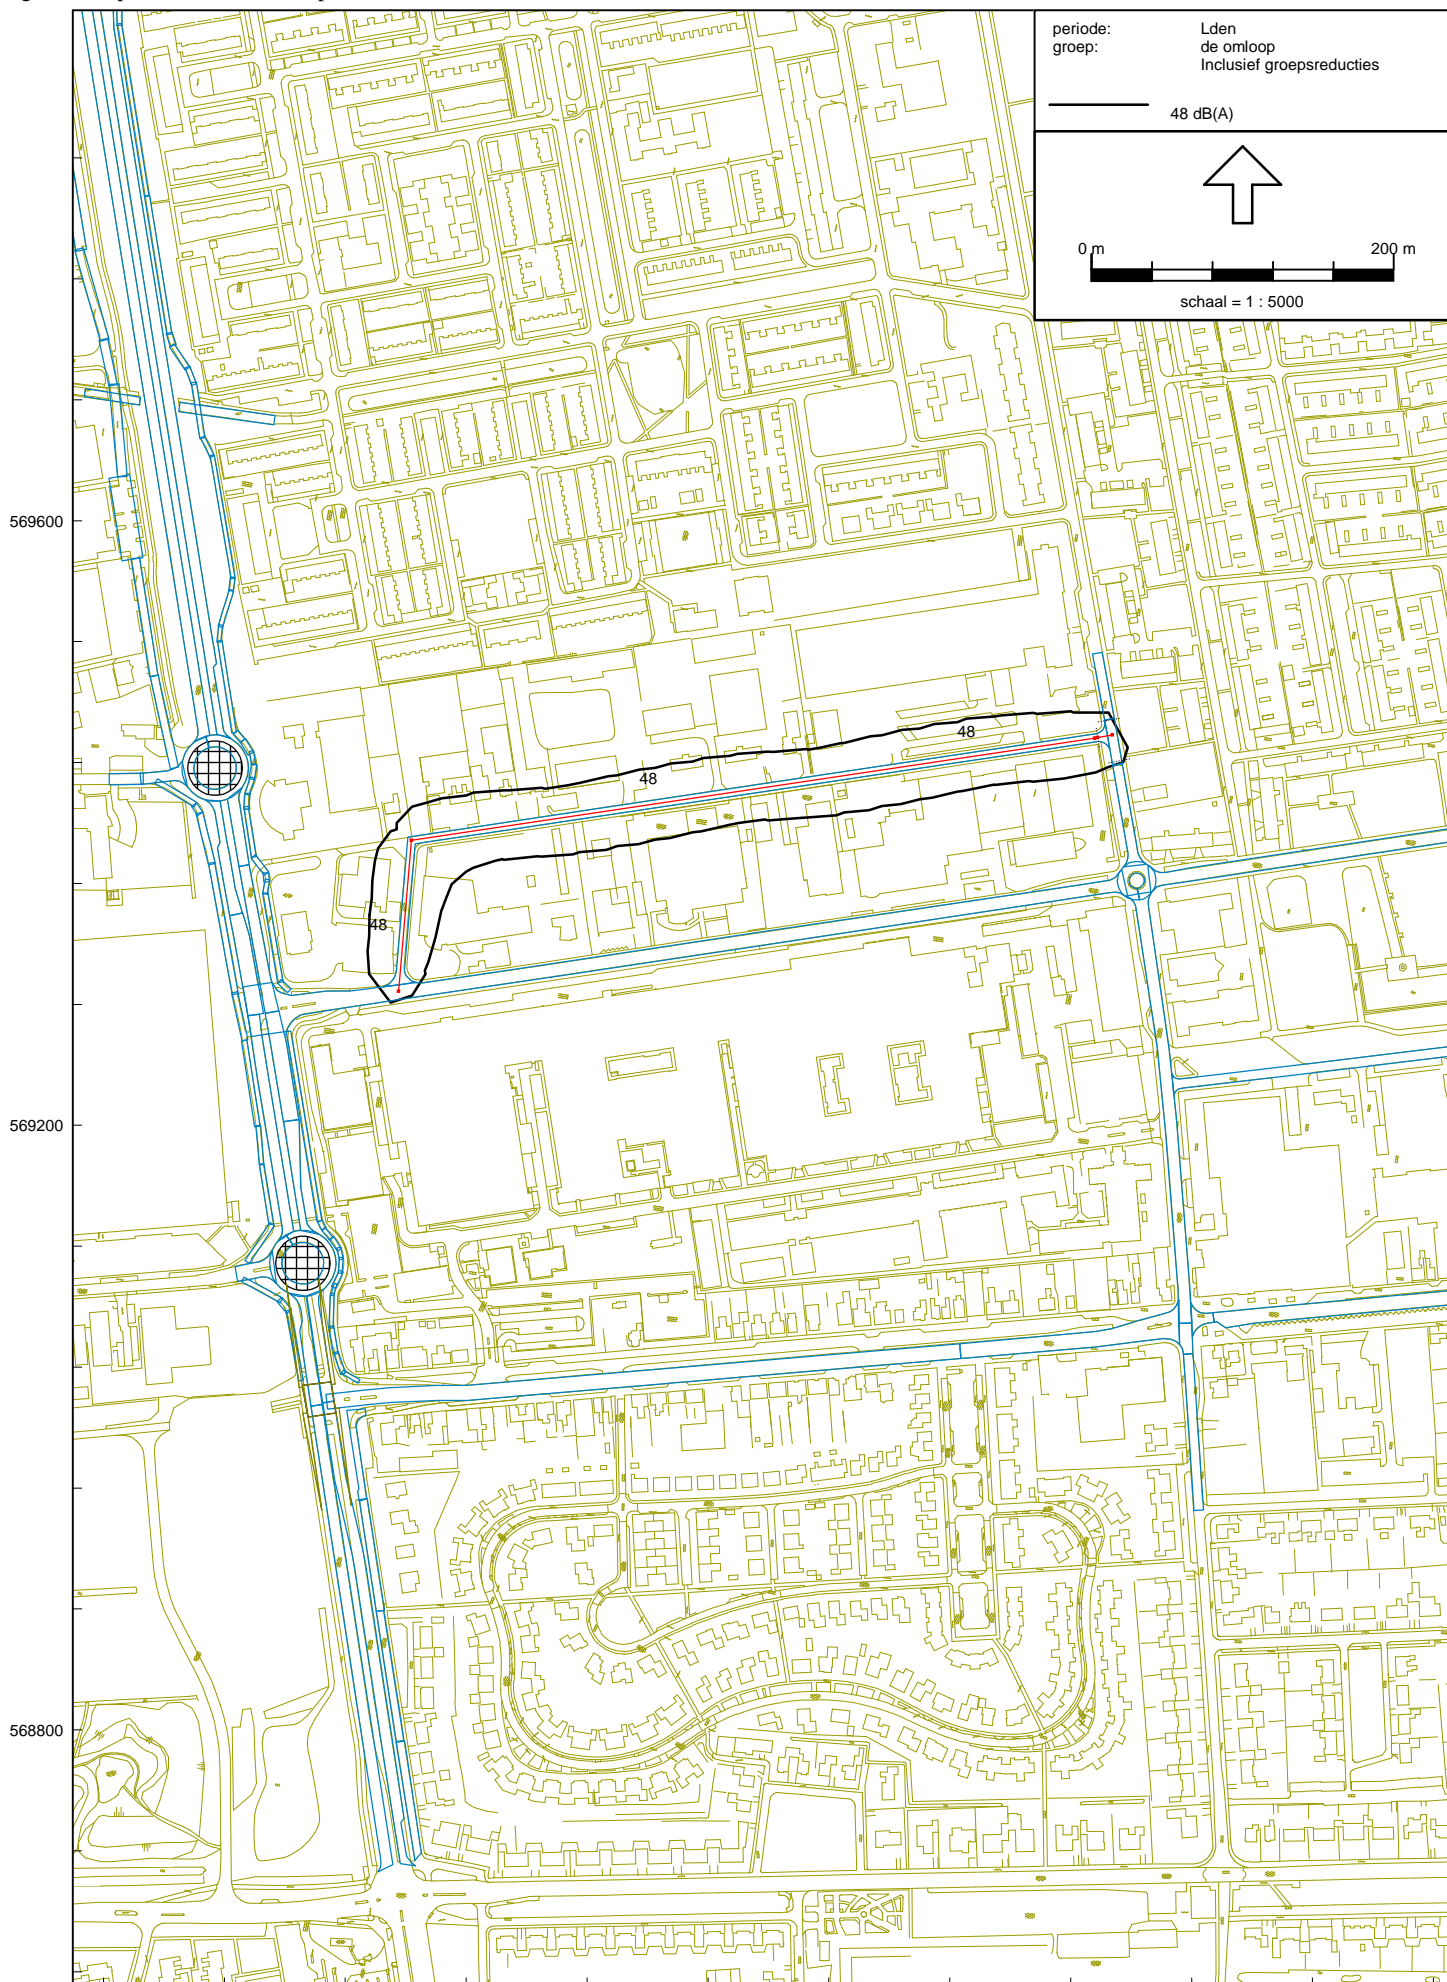 periode: Lden
groep: de omloop
Inclusief groepsreducties
48 dB(A)
0 m 200 m
schaal = 1 : 5000
569600
48
48
48
569200
568800